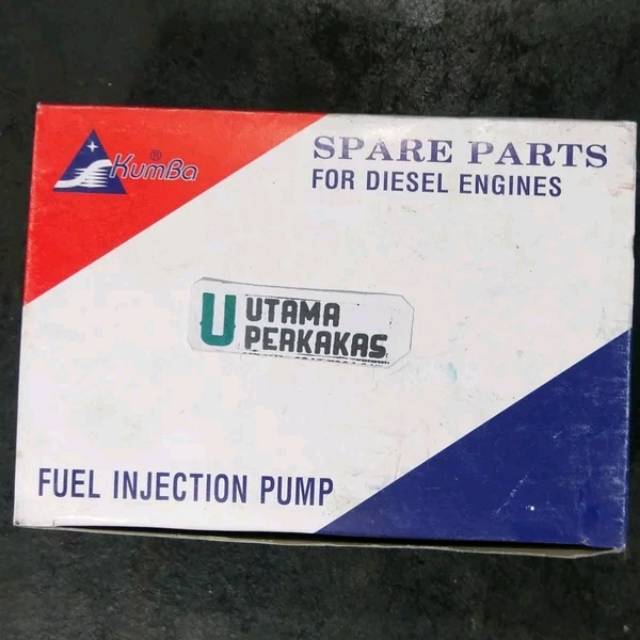 KumBa®
SPARE PARTS
FOR DIESEL ENGINES
U UTAMA
PERKAKAS
FUEL INJECTION PUMP